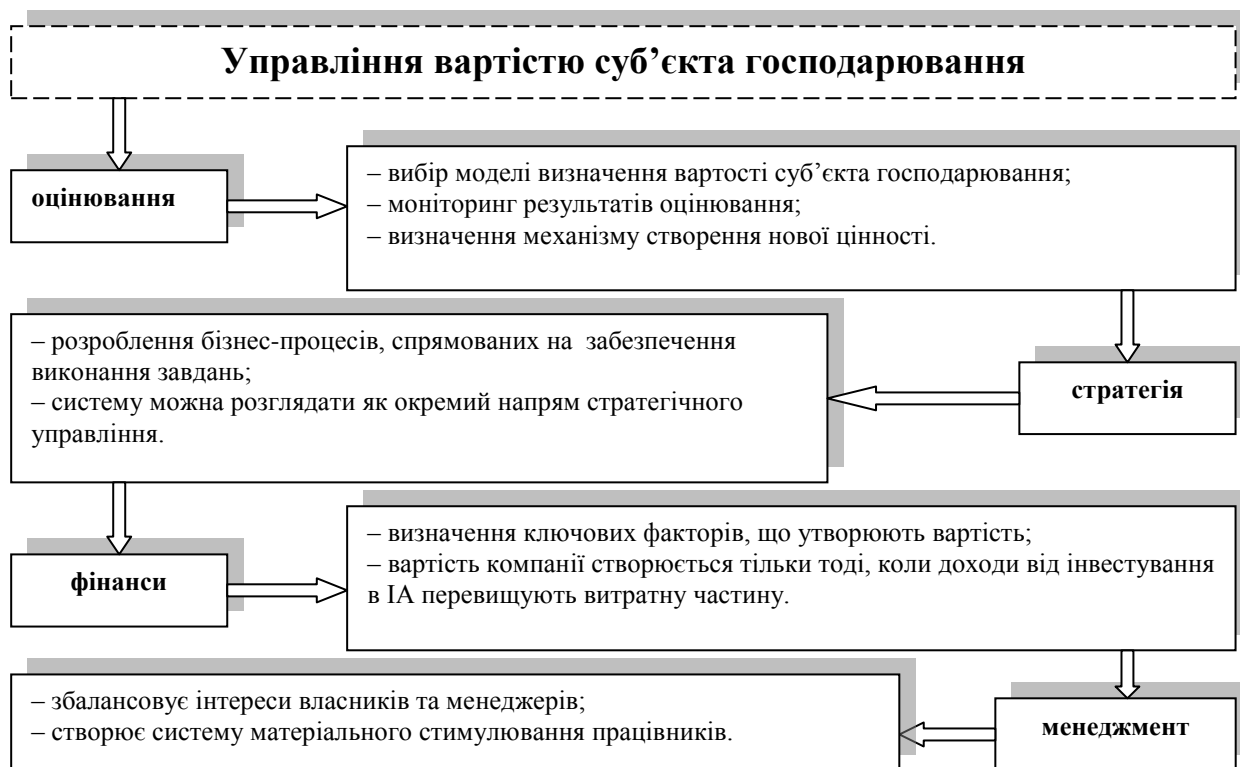 Управління вартістю суб’єкта господарювання
оцінювання
– вибір моделі визначення вартості суб’єкта господарювання;
– моніторинг результатів оцінювання;
– визначення механізму створення нової цінності.
– розроблення бізнес-процесів, спрямованих на забезпечення
виконання завдань;
– систему можна розглядати як окремий напрям стратегічного
управління.
стратегія
фінанси
– визначення ключових факторів, що утворюють вартість;
– вартість компанії створюється тільки тоді, коли доходи від інвестування
в ІА перевищують витратну частину.
– збалансовує інтереси власників та менеджерів;
– створює систему матеріального стимулювання працівників.
менеджмент